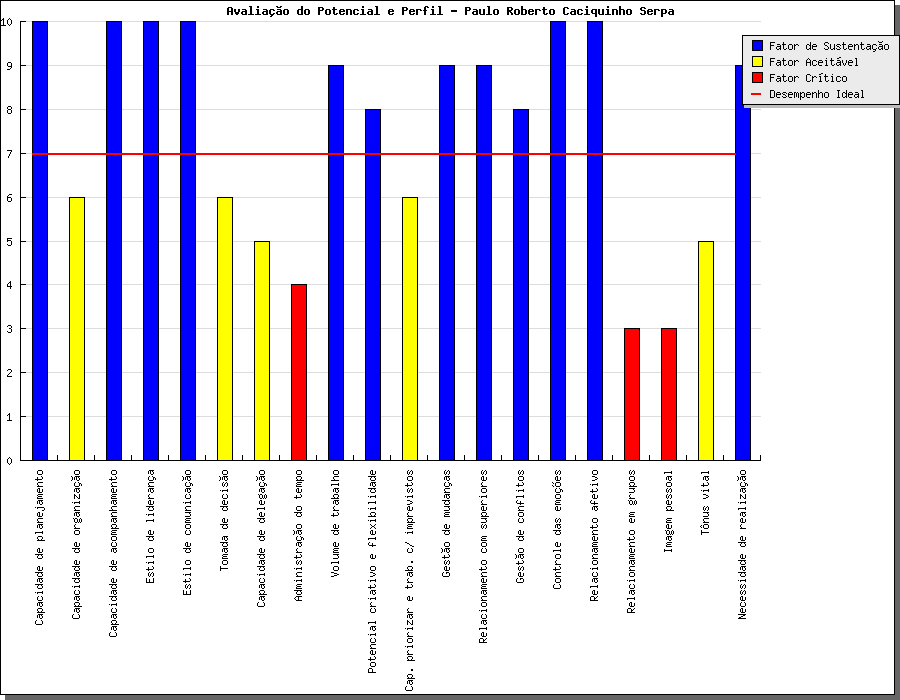 Avaliação do Potencial e Perfil - Paulo Roberto Caciquinho Serpa
Fator de Sustentação
Fator Aceitável
Fator Crítico
Desempenho Ideal
10
9
8
7
6
5
4
3
2
1
0
Capacidade de planejamento
Capacidade de organização
Capacidade de acompanhamento
Estilo de liderança
Estilo de comunicação
Tomada de decisão
Capacidade de delegação
Administração do tempo
Volume de trabalho
Potencial criativo e flexibilidade
Cap. priorizar e trab. c/ imprevistos
Gestão de mudanças
Relacionamento com superiores
Gestão de conflitos
Controle das emoções
Relacionamento afetivo
Relacionamento em grupos
Imagem pessoal
Tônus vital
Necessidade de realização